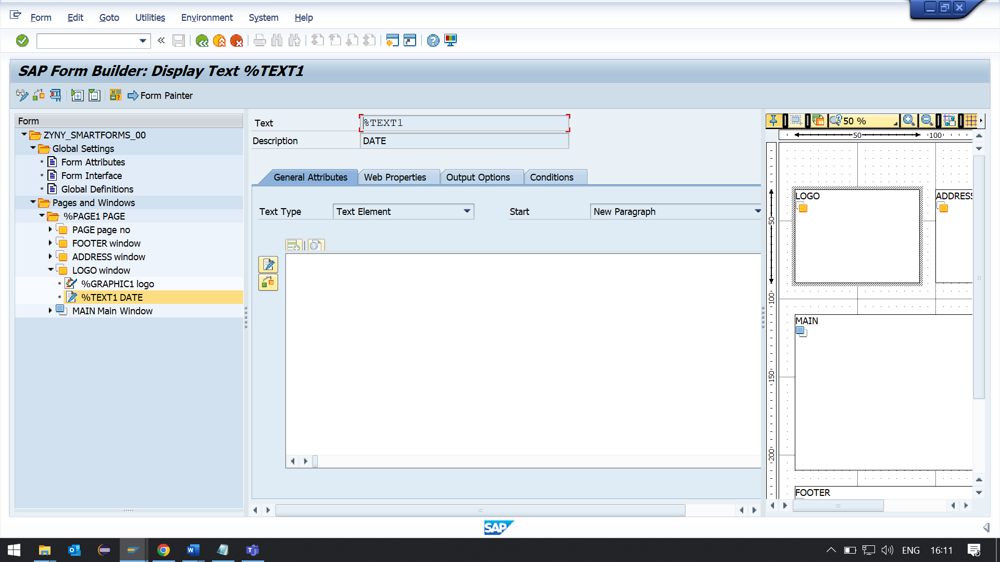 Form Edit Goto Utilities Environment System Help
SAP Form Builder: Display Text %TEXT1
Form Painter
Form
ZYNY_SMARTFORMS_00
Global Settings
Form Attributes
Form Interface
Global Definitions
Pages and Windows
%PAGE1 PAGE
PAGE page no
FOOTER window
ADDRESS window
LOGO window
%GRAPHIC1 logo
%TEXT1 DATE
MAIN Main Window
Text %TEXT1
Description DATE
General Attributes Web Properties Output Options Conditions
Text Type Text Element Start New Paragraph
50 %
50 100
LOGO ADDRESS
50
100
MAIN
150
200
FOOTER
SAP
ENG 16:11